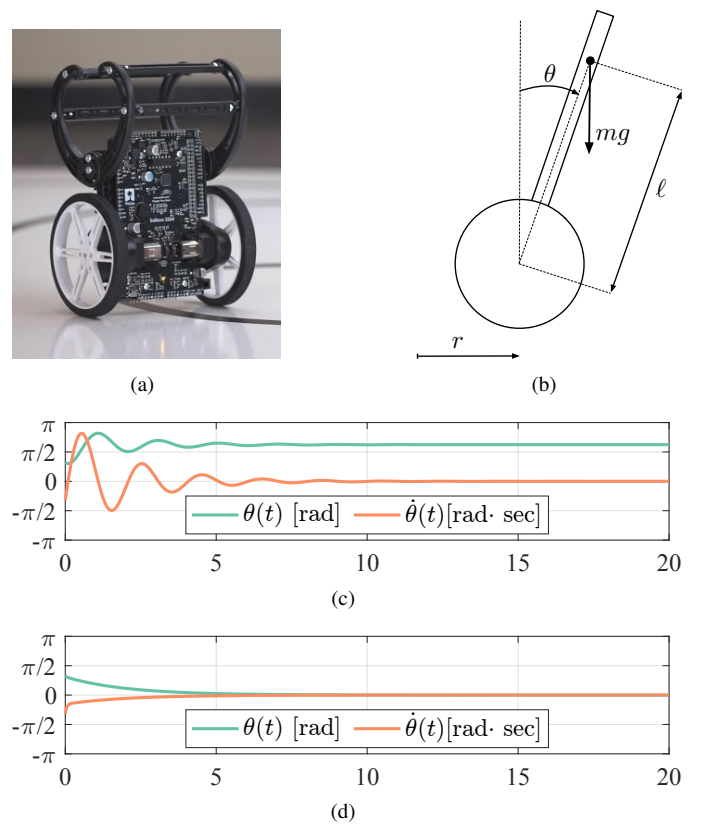 θ
mg
ℓ
r
(a)
(b)
π
π/2
0
-π/2
-π
θ(t) [rad] θ̇(t)[rad· sec]
0 5 10 15 20
(c)
π
π/2
0
-π/2
-π
θ(t) [rad] θ̇(t)[rad· sec]
0 5 10 15 20
(d)